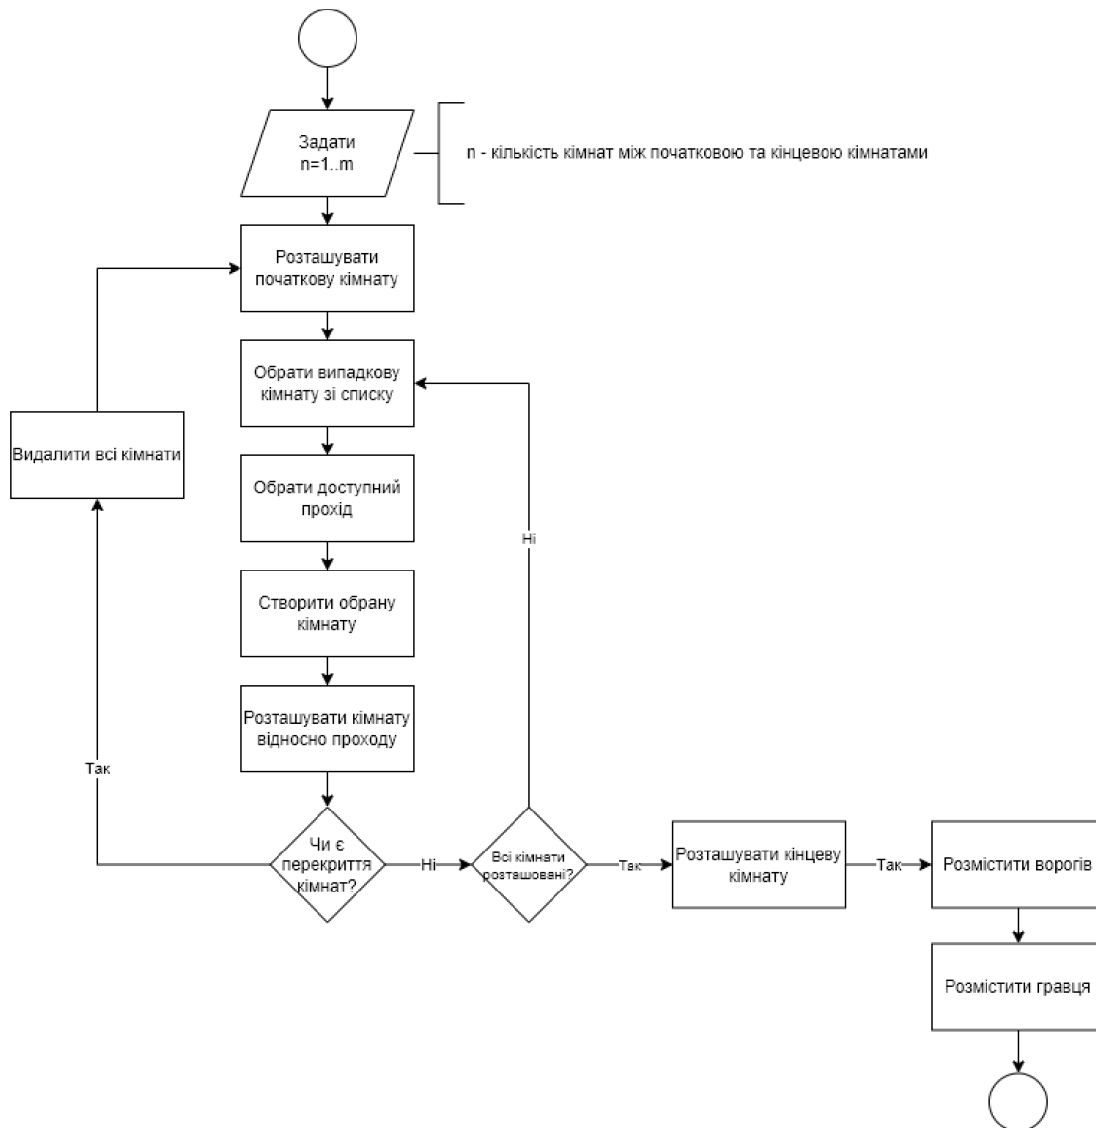 Задати
n=1..m
n - кількість кімнат між початковою та кінцевою кімнатами
Розташувати
початкову кімнату
Обрати випадкову
кімнату зі списку
Видалити всі кімнати
Обрати доступний
прохід
Ні
Створити обрану
кімнату
Розташувати кімнату
відносно проходу
Так
Чи є
перекриття
кімнат?
Ні
Всі кімнати
розташовані?
Так
Розташувати кінцеву
кімнату
Так
Розмістити ворогів
Розмістити гравця